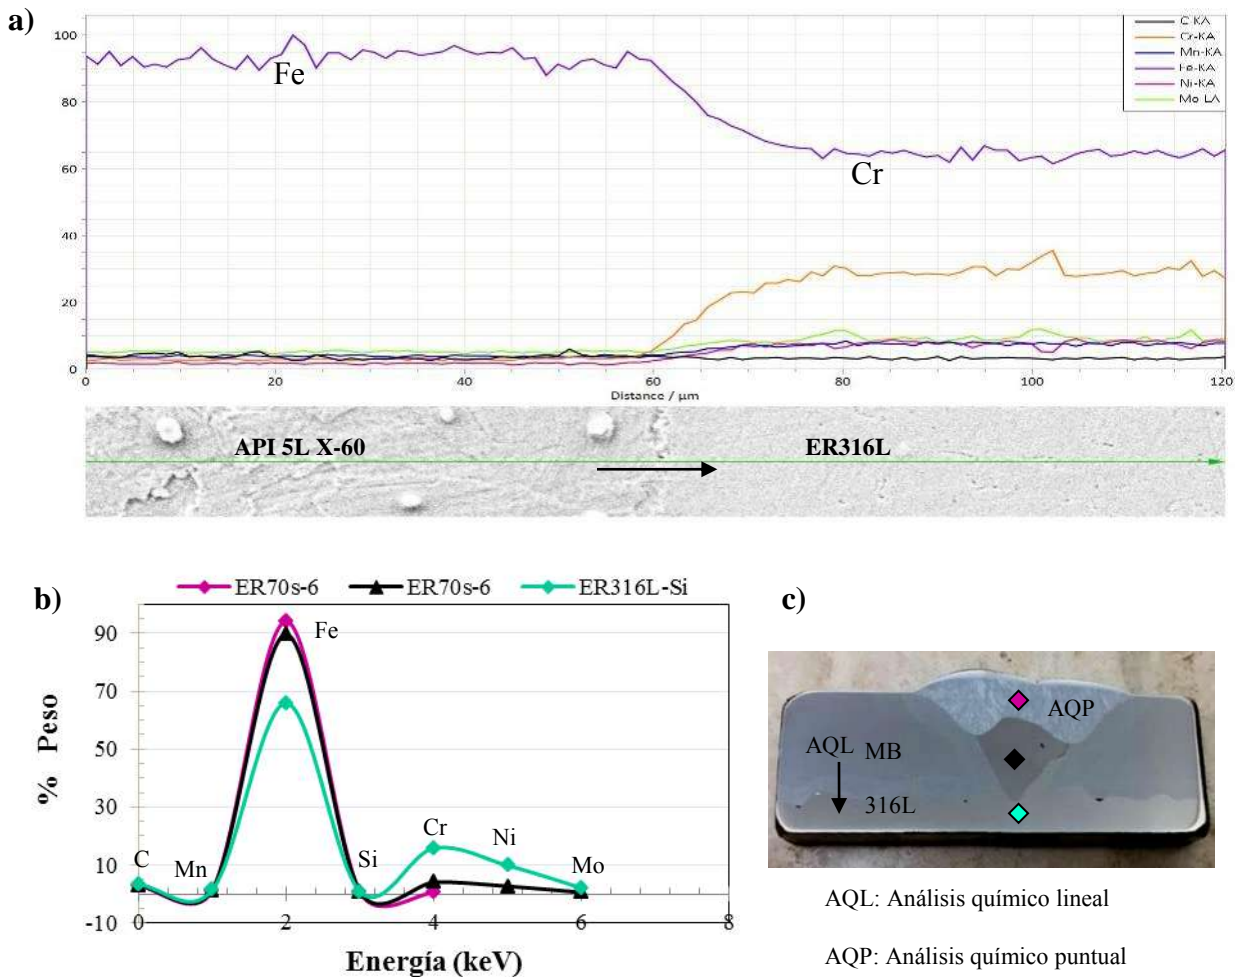 a)
100
80
60
40
20
0
Fe
Cr
C KA
Cr-KA
Mn-KA
Fe-KA
Ni-KA
Mo LA
0 20 40 60 80 100 120
Distance / µm
API 5L X-60 ER316L
b)
ER70s-6 ER70s-6 ER316L-Si
% Peso
90
70
50
30
10
-10
C
Mn
Fe
Si
Cr
Ni
Mo
0 2 4 6 8
Energía (keV)
c)
AQP
AQL MB
316L
AQL: Análisis químico lineal
AQP: Análisis químico puntual